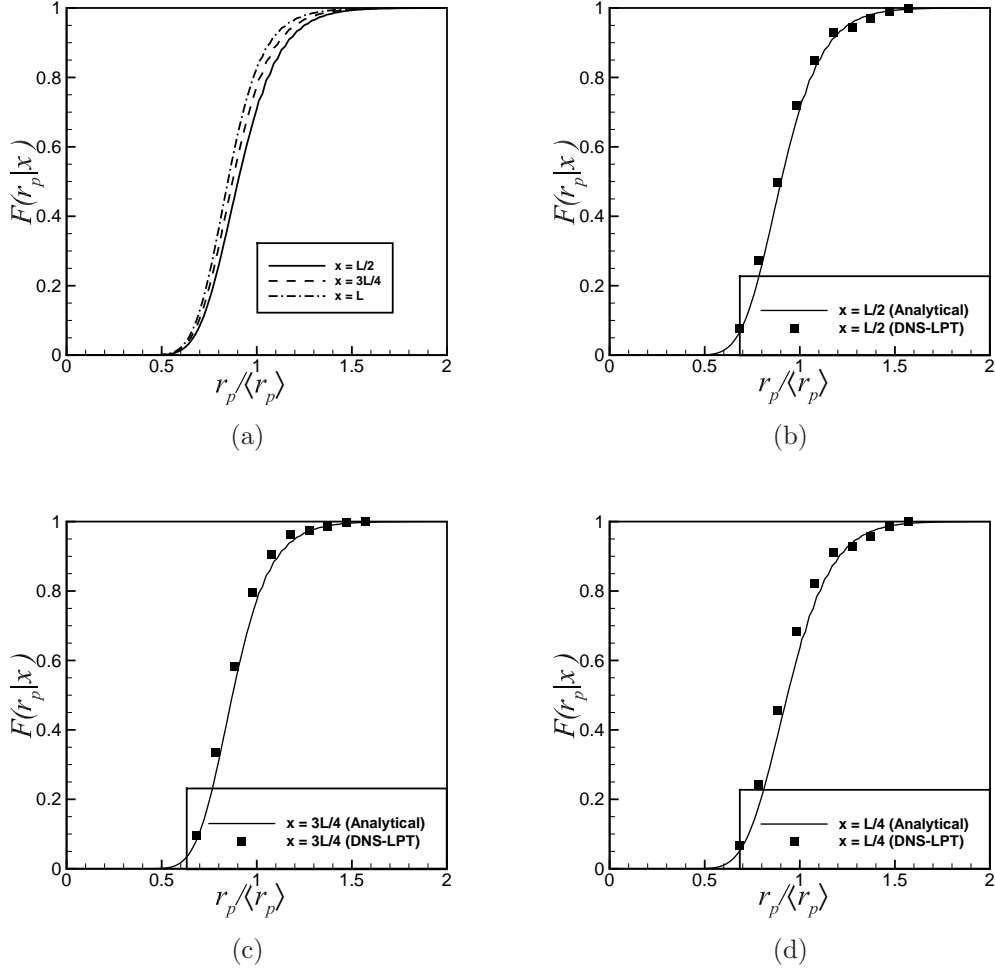 1
0.8
0.6
0.4
0.2
0
F(r_p|x)
x = L/2
x = 3L/4
x = L
0 0.5 1 1.5 2
r_p/⟨r_p⟩
(a)
1
0.8
0.6
0.4
0.2
0
F(r_p|x)
x = L/2 (Analytical)
x = L/2 (DNS-LPT)
0 0.5 1 1.5 2
r_p/⟨r_p⟩
(b)
1
0.8
0.6
0.4
0.2
0
F(r_p|x)
x = 3L/4 (Analytical)
x = 3L/4 (DNS-LPT)
0 0.5 1 1.5 2
r_p/⟨r_p⟩
(c)
1
0.8
0.6
0.4
0.2
0
F(r_p|x)
x = L/4 (Analytical)
x = L/4 (DNS-LPT)
0 0.5 1 1.5 2
r_p/⟨r_p⟩
(d)